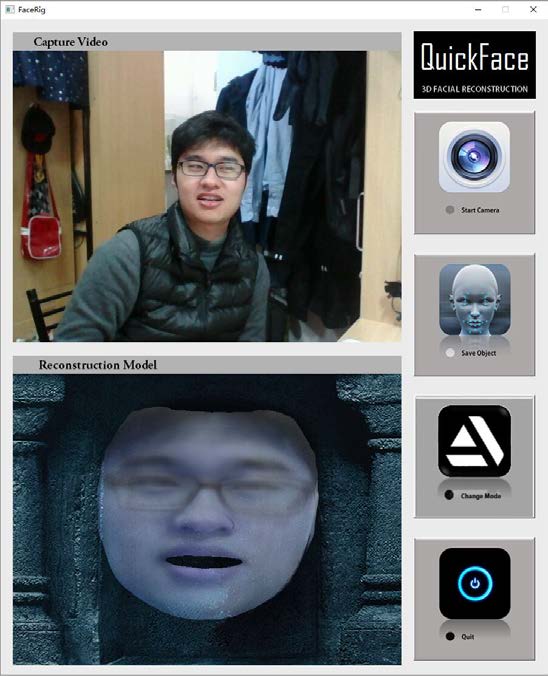 FaceRig
Capture Video
QuickFace
3D FACIAL RECONSTRUCTION
Start Camera
Save Object
Reconstruction Model
Change Mode
Quit